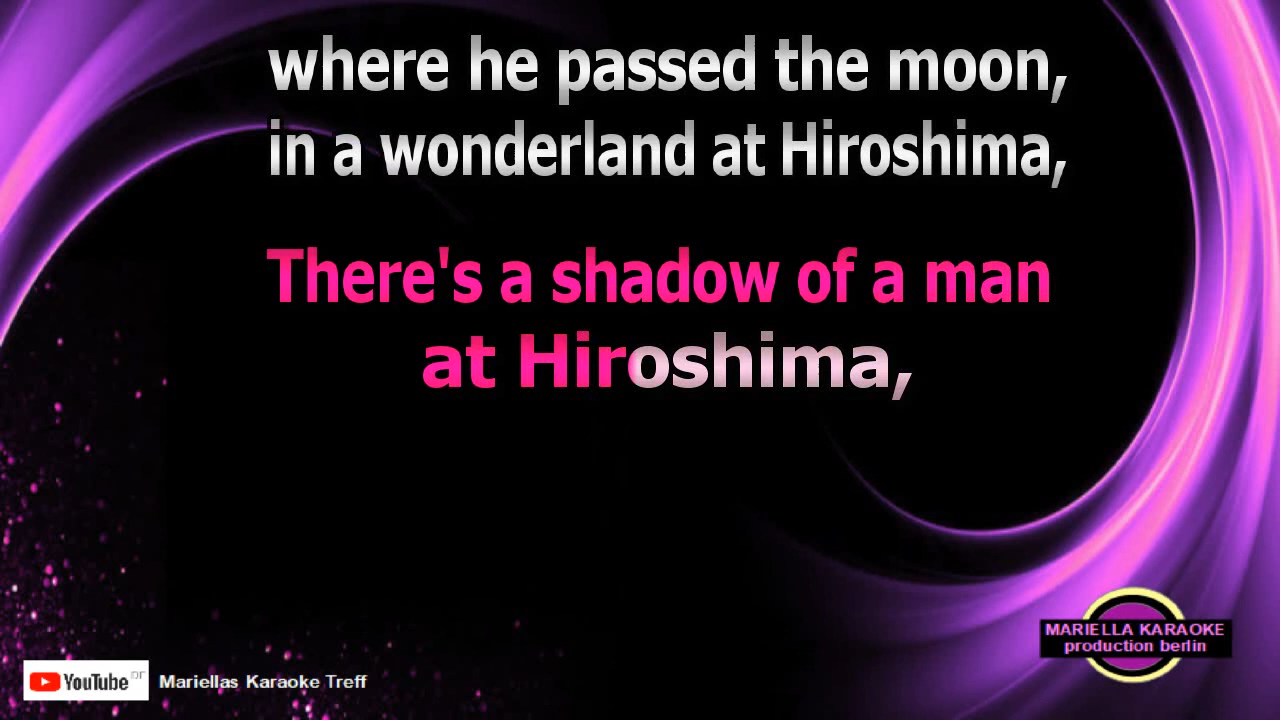 where he passed the moon,
in a wonderland at Hiroshima,
There's a shadow of a man
at Hiroshima,
MARIELLA KARAOKE
production berlin
YouTube
Mariellas Karaoke Treff